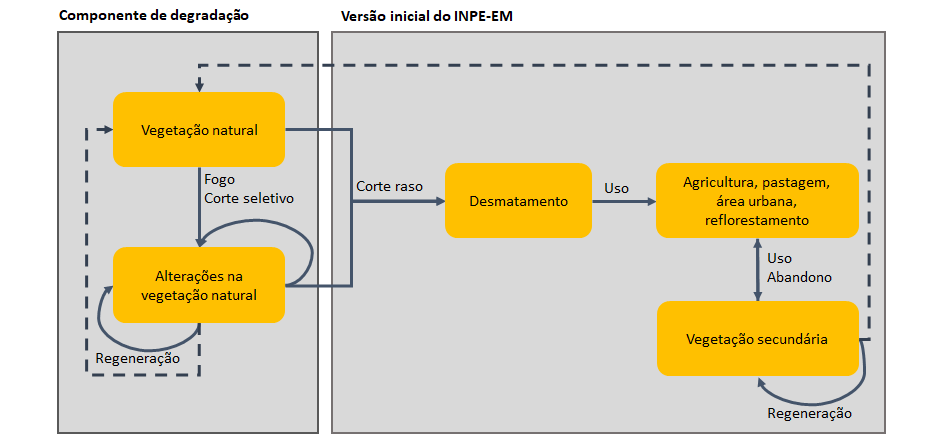 Componente de degradação
Versão inicial do INPE-EM
Vegetação natural
Fogo
Corte seletivo
Alterações na
vegetação natural
Regeneração
Corte raso
Desmatamento
Uso
Agricultura, pastagem,
área urbana,
reflorestamento
Uso
Abandono
Vegetação secundária
Regeneração